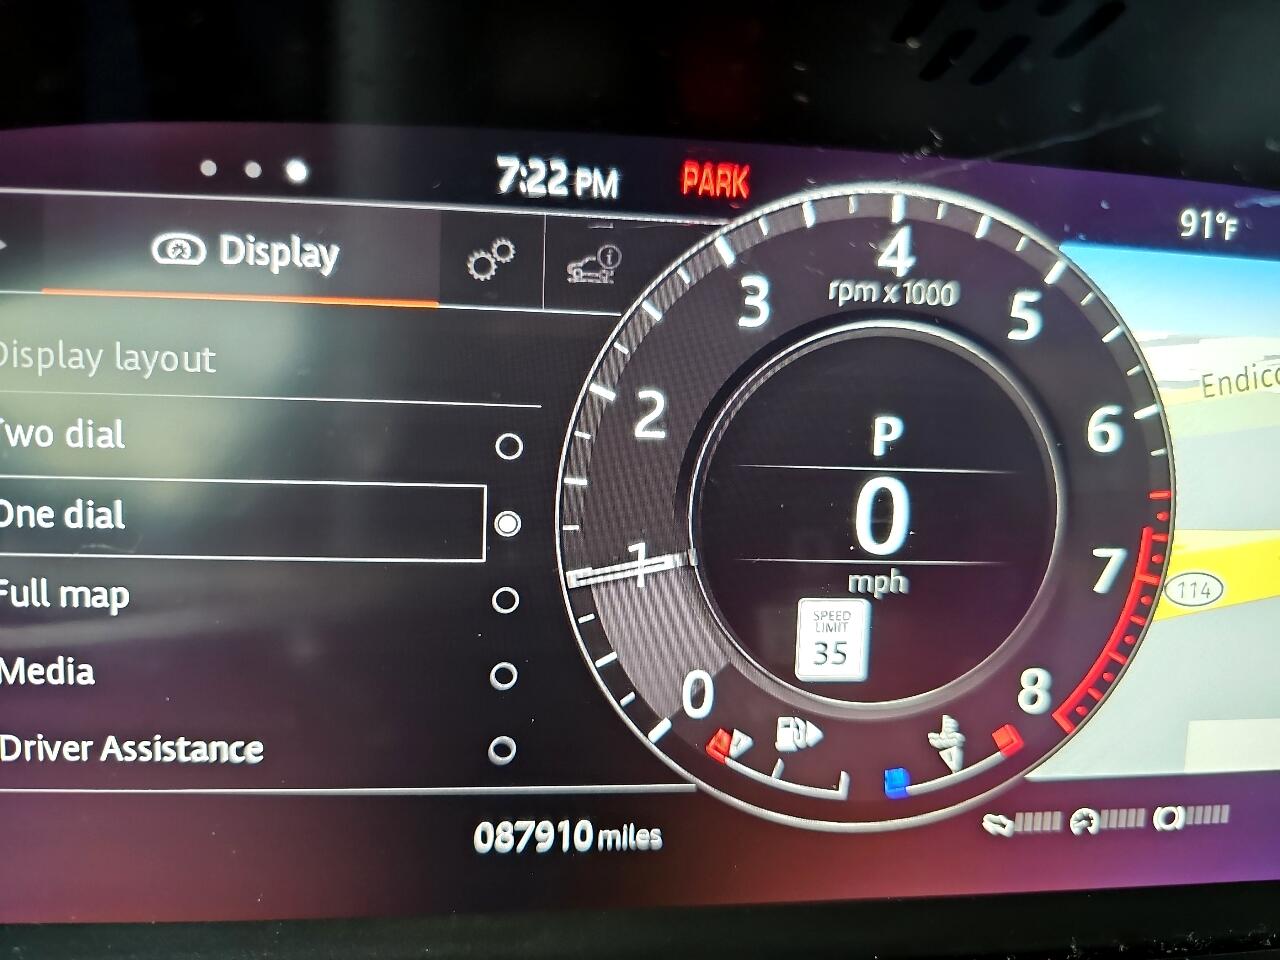 7:22 PM
PARK
91°F
Display
Display layout
Two dial
One dial
Full map
Media
Driver Assistance
087910 miles
0
1
2
3
4
5
6
7
8
rpm x 1000
P
0
mph
SPEED
LIMIT
35
114